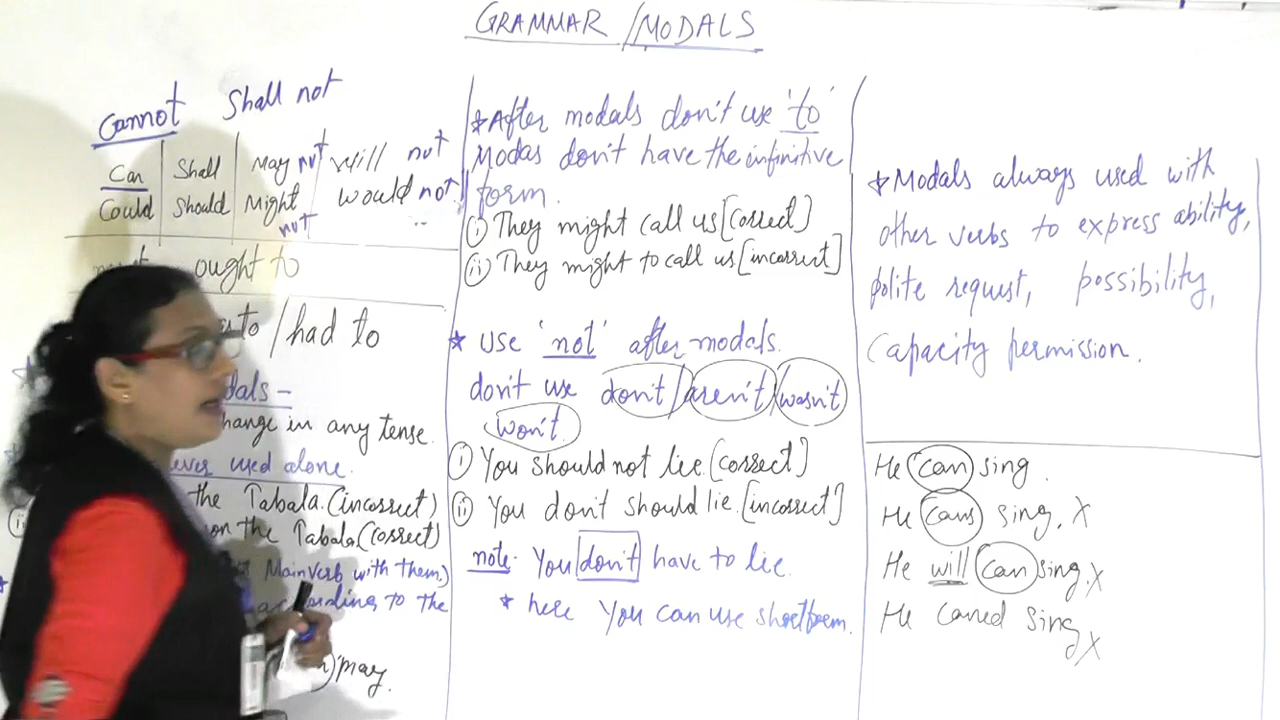 GRAMMAR / MODALS
Cannot Shall not
Can Shall May not Will not
Could Should Might not would not
ought to
to / had to
dals -
hange in any tense.
ever used alone.
the Tabala. (incorrect)
on the Tabala (correct)
Main verb with them.)
according to the
may.
* After modals don't use 'to'
Modas don't have the infinitive
form.
(i) They might call us [correct]
(ii) They might to call us [incorrect]
* Use 'not' after modals.
don't use don't / aren't / wasn't
won't.
(i) You should not lie. [correct]
(ii) You don't should lie. [incorrect]
note. You don't have to lie.
* here You can use shortform.
* Modals always used with
other verbs to express ability,
polite request, possibility,
Capacity permission.
He can sing.
He cans sing. X
He will can sing. X
He caned sing X